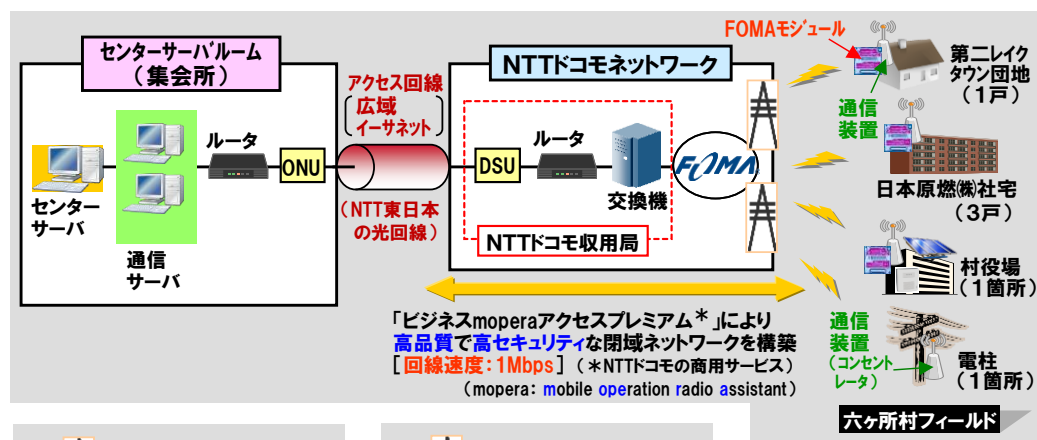 センターサーバルーム
（集会所）
センター
サーバ
通信
サーバ
ルータ
ONU
アクセス回線
広域
イーサネット
（NTT東日本
の光回線）
NTTドコモネットワーク
DSU
ルータ
交換機
FOMA
NTTドコモ収用局
FOMAモジュール
通信
装置
第二レイク
タウン団地
（1戸）
日本原燃㈱社宅
（3戸）
村役場
（1箇所）
通信
装置
（コンセント
レータ）
電柱
（1箇所）
「ビジネスmoperaアクセスプレミアム＊」により
高品質で高セキュリティな閉域ネットワークを構築
［回線速度：1Mbps］（＊NTTドコモの商用サービス）
（mopera： mobile operation radio assistant）
六ヶ所村フィールド